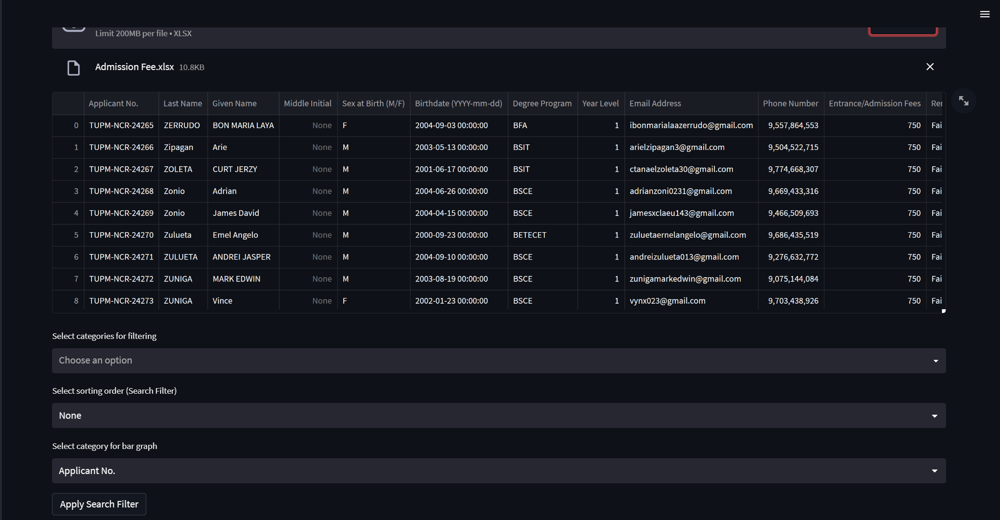 Limit 200MB per file • XLSX
Admission Fee.xlsx 10.8KB
Applicant No. Last Name Given Name Middle Initial Sex at Birth (M/F) Birthdate (YYYY-mm-dd) Degree Program Year Level Email Address Phone Number Entrance/Admission Fees Rer
0 TUPM-NCR-24265 ZERRUDO BON MARIA LAYA None F 2004-09-03 00:00:00 BFA 1 ibonmarialaazerrudo@gmail.com 9,557,864,553 750 Fai
1 TUPM-NCR-24266 Zipagan Arie None M 2003-05-13 00:00:00 BSIT 1 arielzipagan3@gmail.com 9,504,522,715 750 Fai
2 TUPM-NCR-24267 ZOLETA CURT JERZY None M 2001-06-17 00:00:00 BSIT 1 ctanaelzoleta30@gmail.com 9,774,668,307 750 Fai
3 TUPM-NCR-24268 Zonio Adrian None M 2004-06-26 00:00:00 BSCE 1 adrianzoni0231@gmail.com 9,669,433,316 750 Fai
4 TUPM-NCR-24269 Zonio James David None M 2004-04-15 00:00:00 BSCE 1 jamesxclaeu143@gmail.com 9,466,509,693 750 Fai
5 TUPM-NCR-24270 Zulueta Emel Angelo None M 2000-09-23 00:00:00 BETECET 1 zuluetaernelangelo@gmail.com 9,686,435,519 750 Fai
6 TUPM-NCR-24271 ZULUETA ANDREI JASPER None M 2004-09-10 00:00:00 BSCE 1 andreizulueta013@gmail.com 9,276,632,772 750 Fai
7 TUPM-NCR-24272 ZUNIGA MARK EDWIN None M 2003-08-19 00:00:00 BSCE 1 zunigamarkedwin@gmail.com 9,075,144,084 750 Fai
8 TUPM-NCR-24273 ZUNIGA Vince None F 2002-01-23 00:00:00 BSCE 1 vynx023@gmail.com 9,703,438,926 750 Fai
Select categories for filtering
Choose an option
Select sorting order (Search Filter)
None
Select category for bar graph
Applicant No.
Apply Search Filter